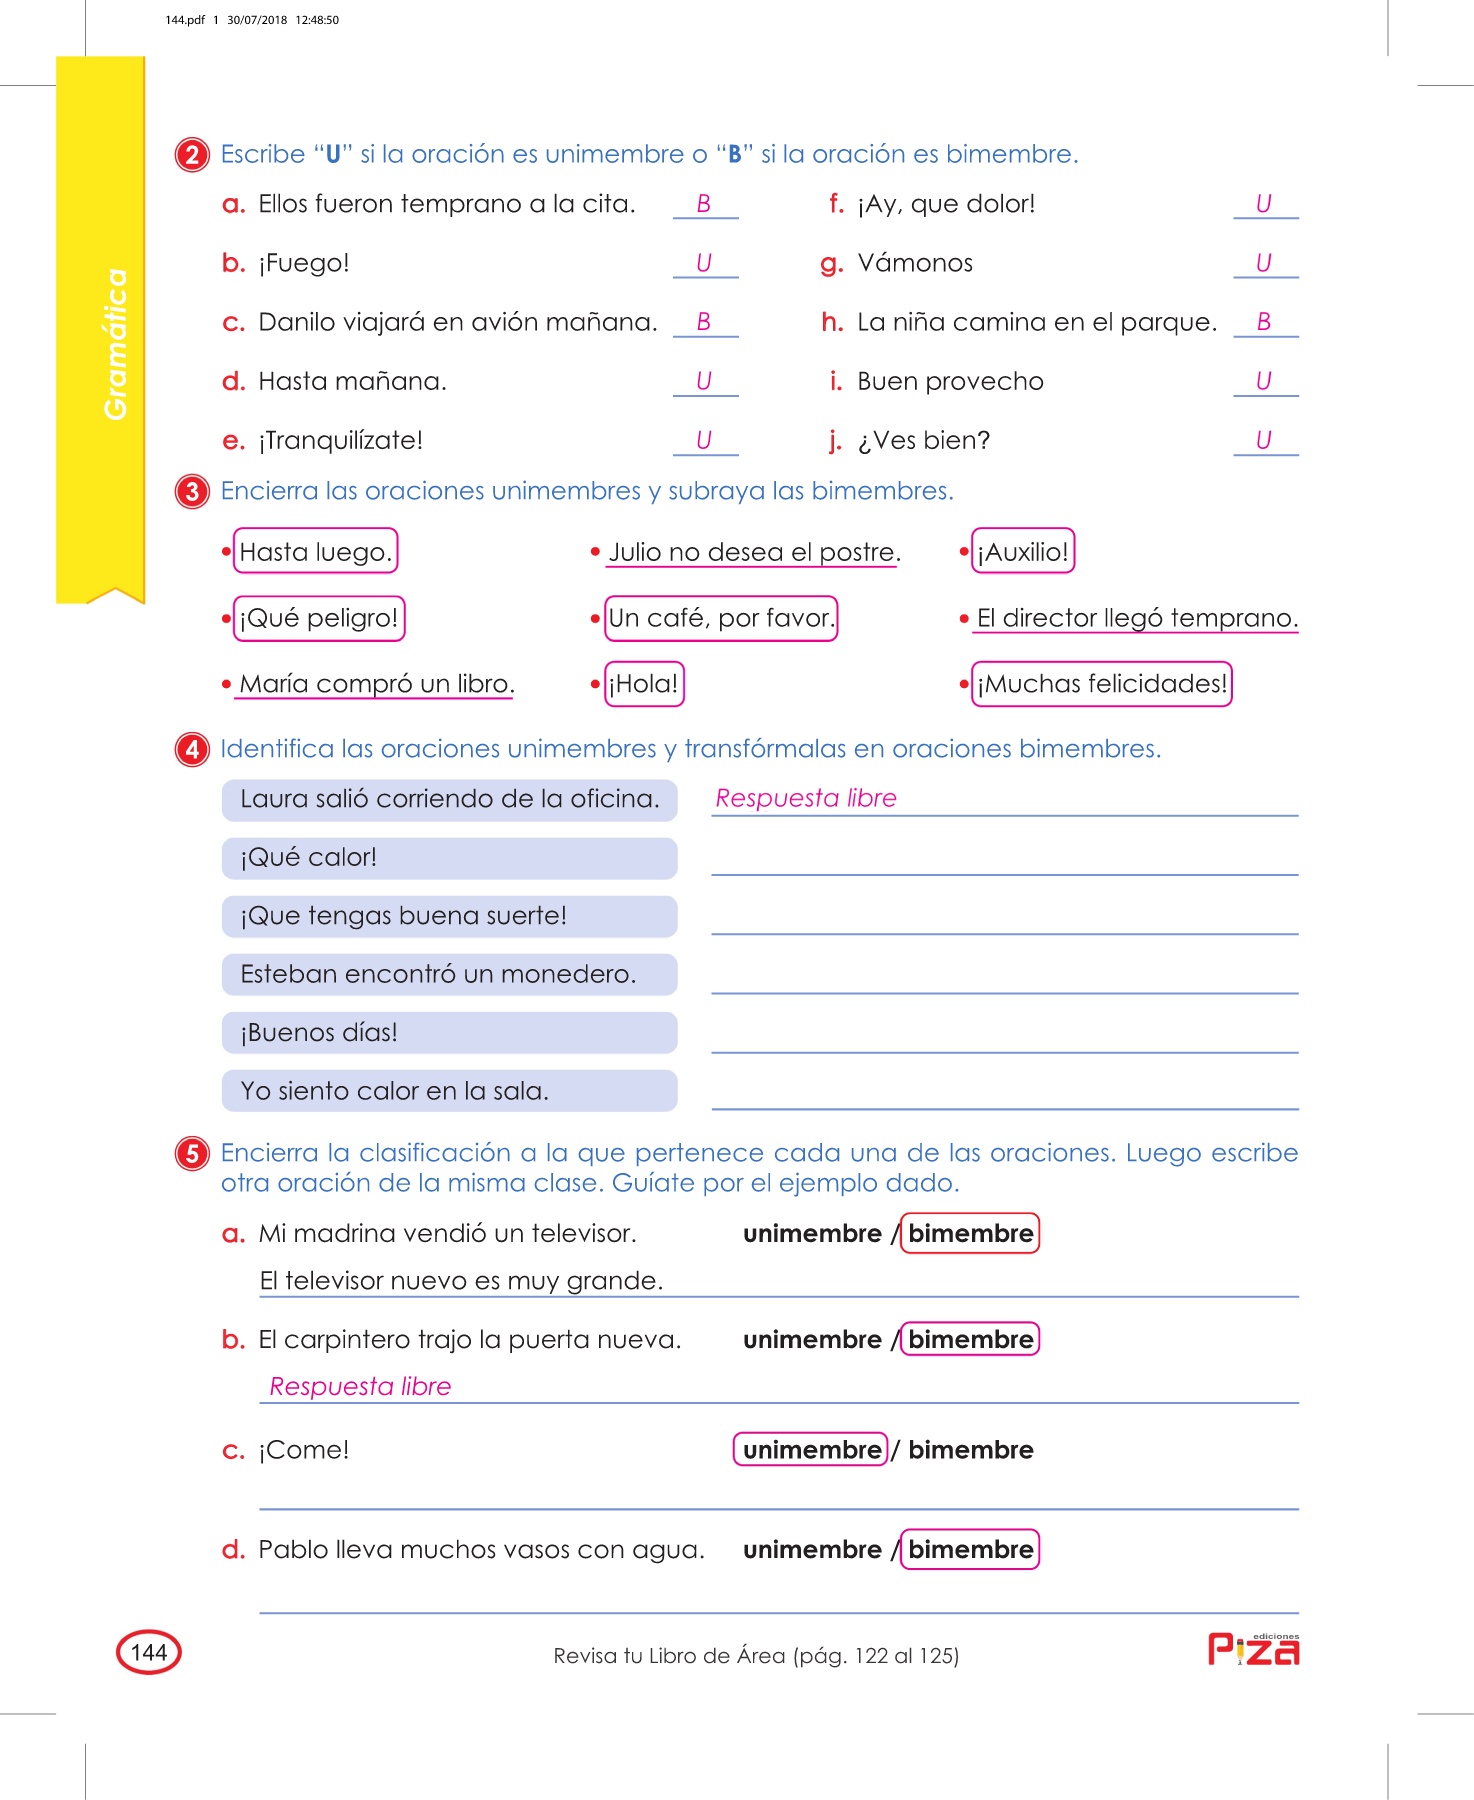 144.pdf 1 30/07/2018 12:48:50
Gramática
2 Escribe “U” si la oración es unimembre o “B” si la oración es bimembre.
a. Ellos fueron temprano a la cita. B f. ¡Ay, que dolor! U
b. ¡Fuego! U g. Vámonos U
c. Danilo viajará en avión mañana. B h. La niña camina en el parque. B
d. Hasta mañana. U i. Buen provecho U
e. ¡Tranquilízate! U j. ¿Ves bien? U
3 Encierra las oraciones unimembres y subraya las bimembres.
• Hasta luego. • Julio no desea el postre. • ¡Auxilio!
• ¡Qué peligro! • Un café, por favor. • El director llegó temprano.
• María compró un libro. • ¡Hola! • ¡Muchas felicidades!
4 Identifica las oraciones unimembres y transfórmalas en oraciones bimembres.
Laura salió corriendo de la oficina. Respuesta libre
¡Qué calor!
¡Que tengas buena suerte!
Esteban encontró un monedero.
¡Buenos días!
Yo siento calor en la sala.
5 Encierra la clasificación a la que pertenece cada una de las oraciones. Luego escribe
otra oración de la misma clase. Guíate por el ejemplo dado.
a. Mi madrina vendió un televisor. unimembre / bimembre
El televisor nuevo es muy grande.
b. El carpintero trajo la puerta nueva. unimembre / bimembre
Respuesta libre
c. ¡Come! unimembre / bimembre
d. Pablo lleva muchos vasos con agua. unimembre / bimembre
144 Revisa tu Libro de Área (pág. 122 al 125)
ediciones
Piza